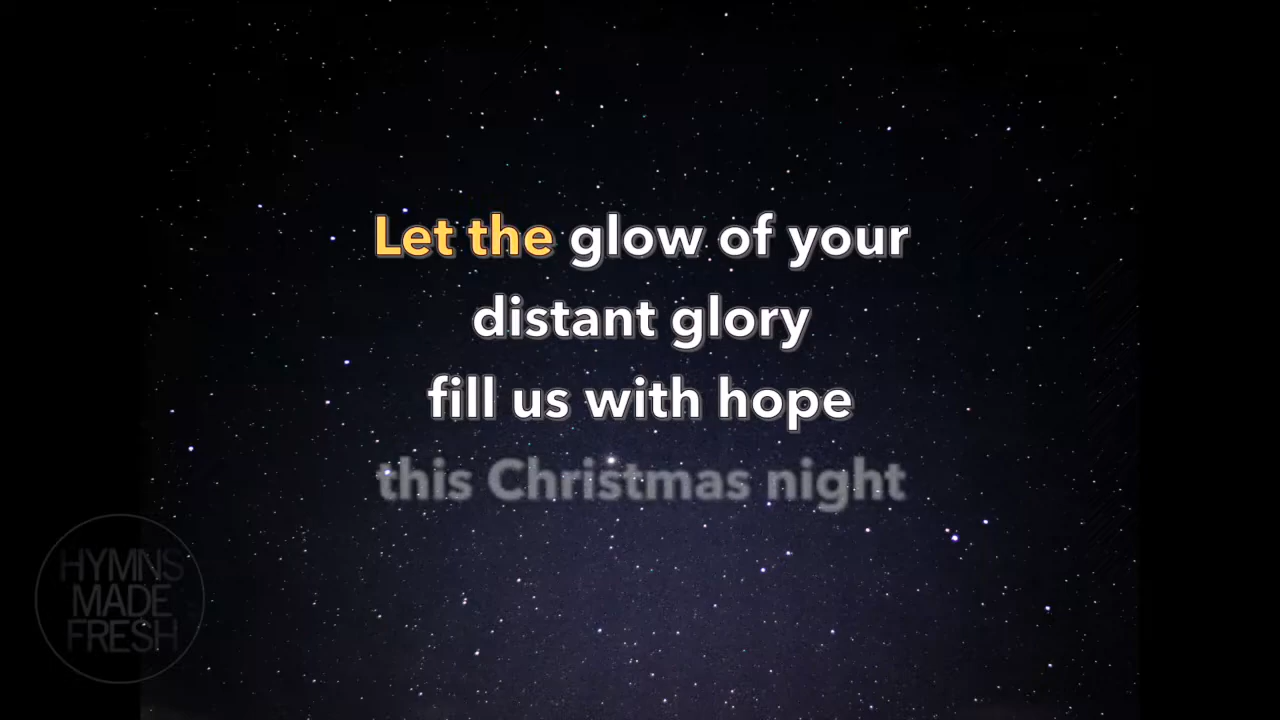 Let the glow of your
distant glory
fill us with hope
this Christmas night
HYMNS
MADE
FRESH